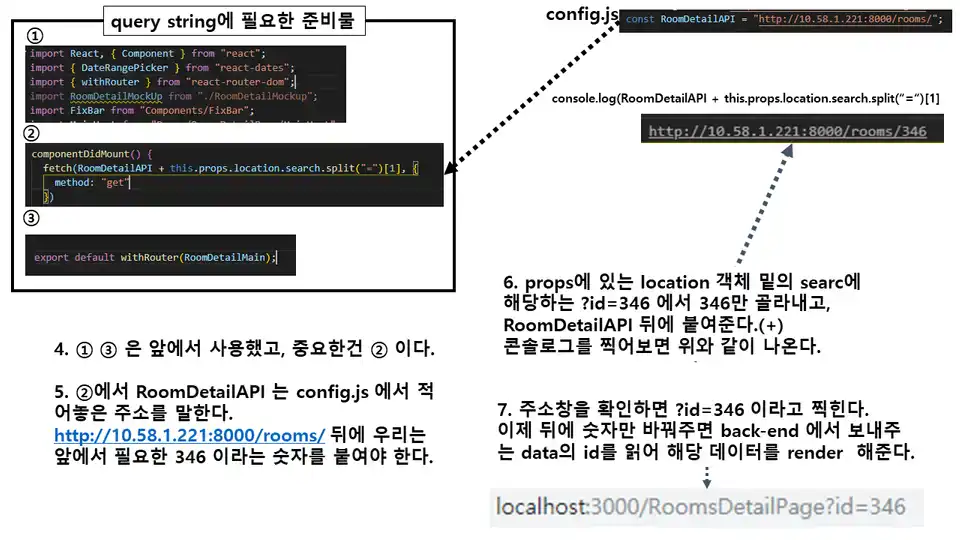 query string에 필요한 준비물
①
import React, { Component } from "react";
import { DateRangePicker } from "react-dates";
import { withRouter } from "react-router-dom";
import RoomDetailMockUp from "./RoomDetailMockup";
import FixBar from "Components/FixBar";
②
componentDidMount() {
fetch(RoomDetailAPI + this.props.location.search.split("=")[1], {
method: "get"
})
③
export default withRouter(RoomDetailMain);
4. ① ③ 은 앞에서 사용했고, 중요한건 ② 이다.
5. ②에서 RoomDetailAPI 는 config.js 에서 적
어놓은 주소를 말한다.
http://10.58.1.221:8000/rooms/ 뒤에 우리는
앞에서 필요한 346 이라는 숫자를 붙여야 한다.
config.js
const RoomDetailAPI = "http://10.58.1.221:8000/rooms/";
console.log(RoomDetailAPI + this.props.location.search.split("=")[1]
http://10.58.1.221:8000/rooms/346
6. props에 있는 location 객체 밑의 searc에
해당하는 ?id=346 에서 346만 골라내고,
RoomDetailAPI 뒤에 붙여준다.(+)
콘솔로그를 찍어보면 위와 같이 나온다.
7. 주소창을 확인하면 ?id=346 이라고 찍힌다.
이제 뒤에 숫자만 바꿔주면 back-end 에서 보내주
는 data의 id를 읽어 해당 데이터를 render 해준다.
localhost:3000/RoomsDetailPage?id=346